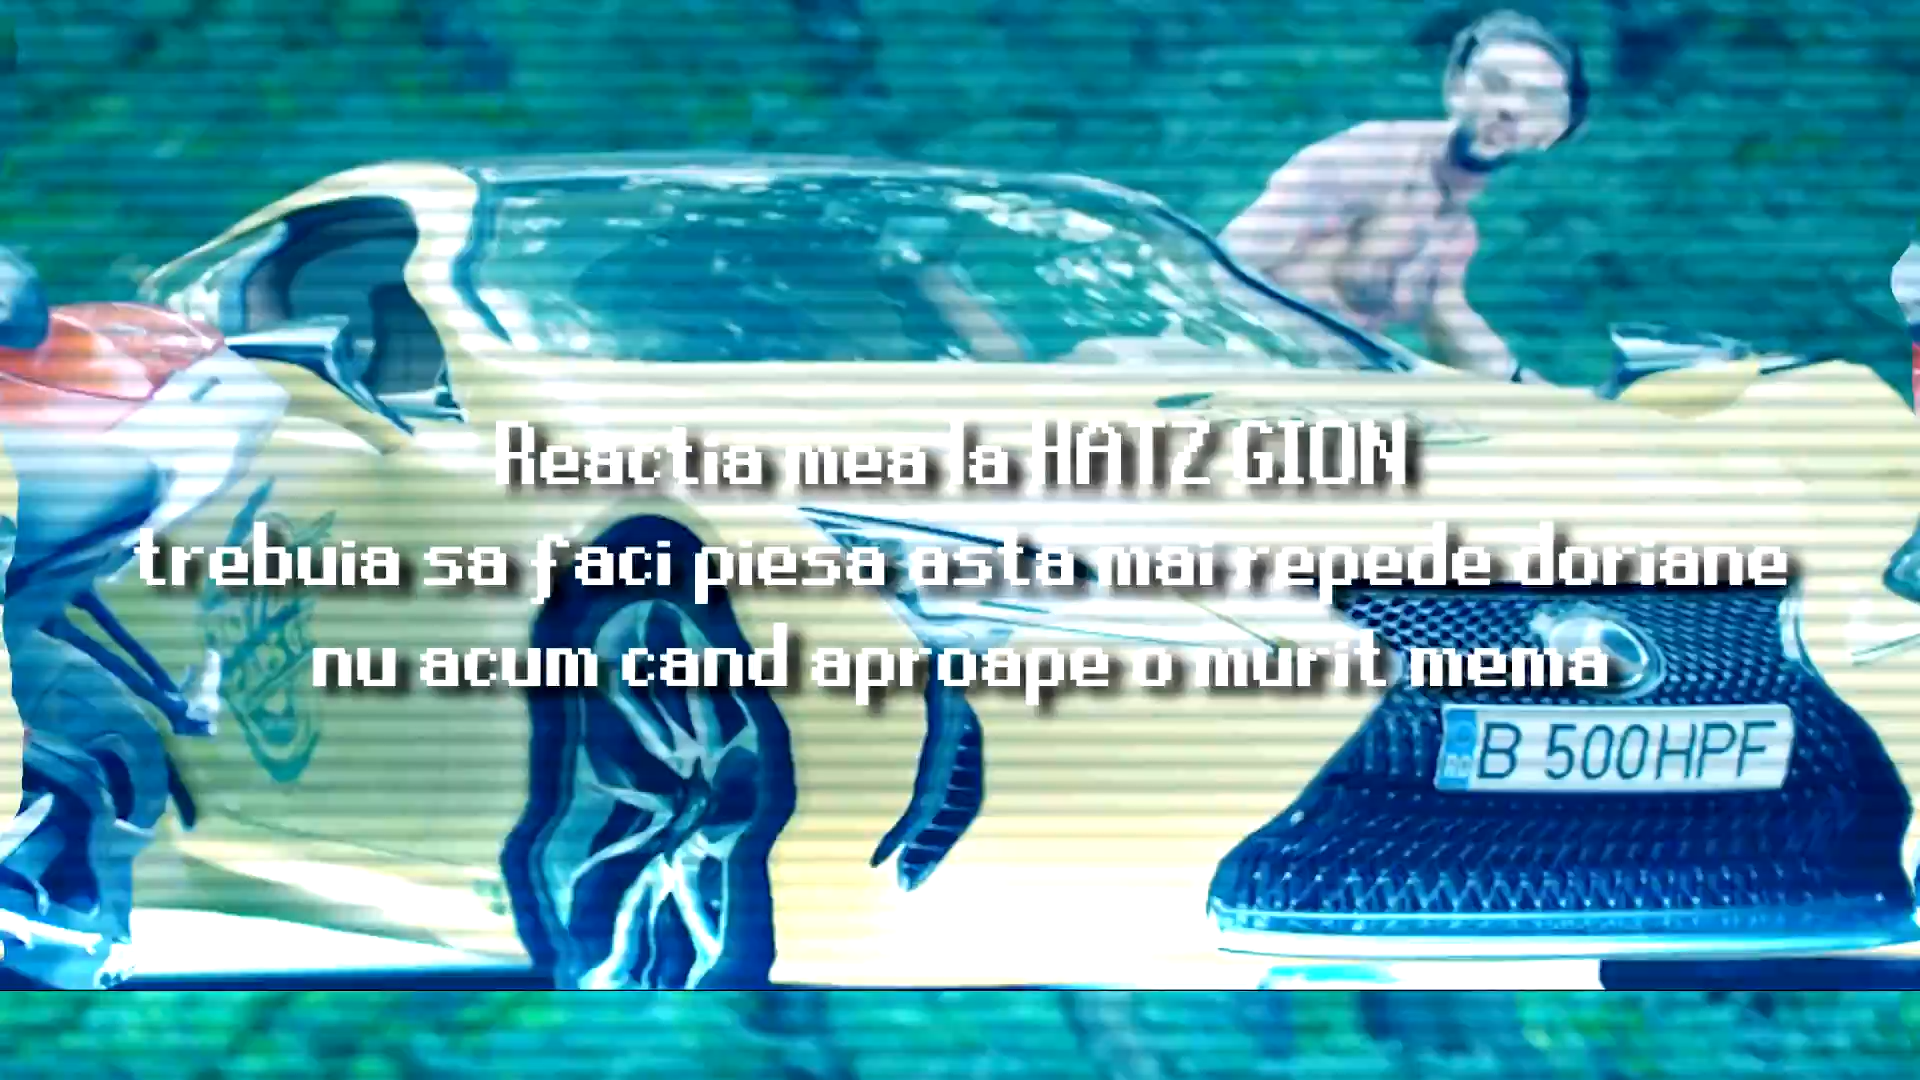 Reactia mea la HATZ GION
trebuia sa faci piesa asta mai repede doriane
nu acum cand aproape o murit mema
B 500HPF